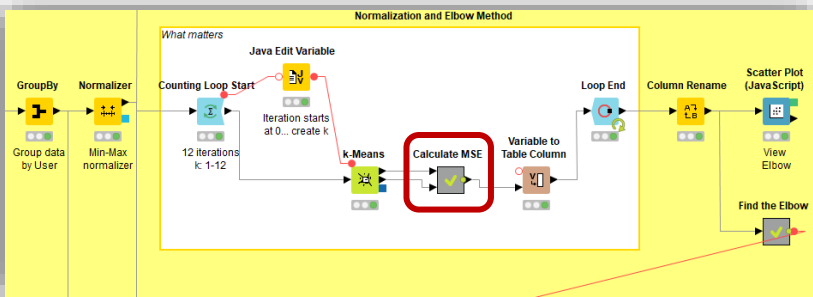 Normalization and Elbow Method
What matters
Java Edit Variable
Iteration starts
at 0... create k
GroupBy
Group data
by User
Normalizer
Min-Max
normalizer
Counting Loop Start
12 iterations
k: 1-12
k-Means
Calculate MSE
Variable to
Table Column
Loop End
Column Rename
Scatter Plot
(JavaScript)
View
Elbow
Find the Elbow